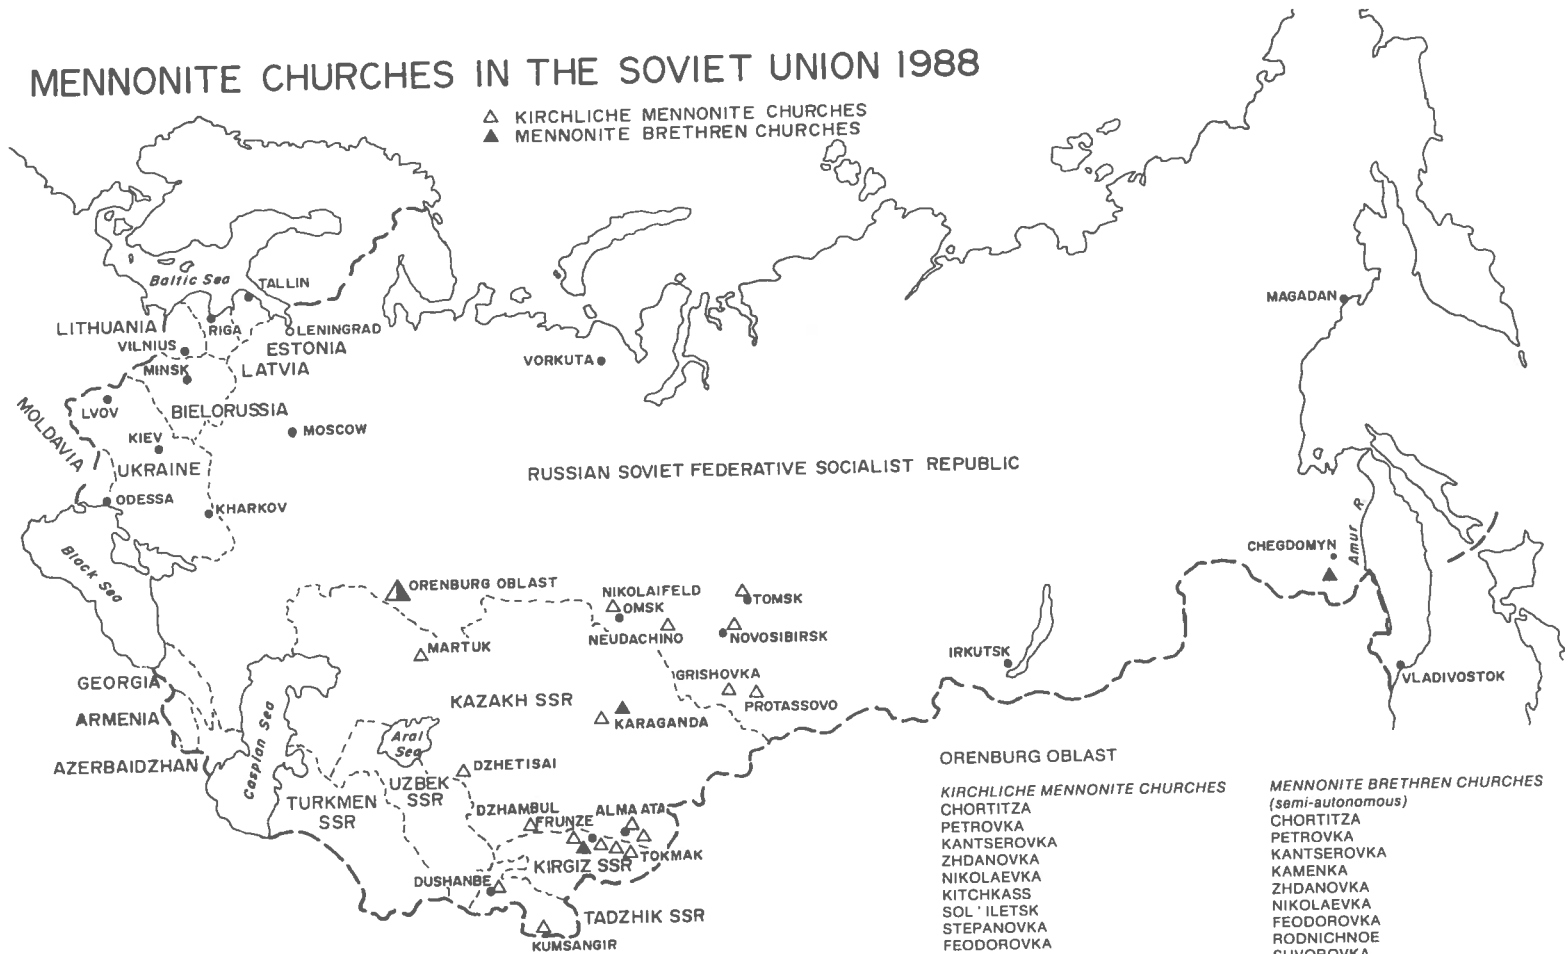 MENNONITE CHURCHES IN THE SOVIET UNION 1988
KIRCHLICHE MENNONITE CHURCHES
MENNONITE BRETHREN CHURCHES
Baltic Sea
TALLIN
LITHUANIA
RIGA
LENINGRAD
VILNIUS
ESTONIA
MINSK
LATVIA
LVOV
BIELORUSSIA
MOLDAVIA
KIEV
MOSCOW
UKRAINE
ODESSA
KHARKOV
Black Sea
VORKUTA
MAGADAN
RUSSIAN SOVIET FEDERATIVE SOCIALIST REPUBLIC
Amur R.
CHEGDOMYN
ORENBURG OBLAST
NIKOLAIFELD
OMSK
TOMSK
NEUDACHINO
NOVOSIBIRSK
MARTUK
IRKUTSK
VLADIVOSTOK
GRISHOVKA
PROTASSOVO
GEORGIA
KAZAKH SSR
KARAGANDA
ARMENIA
Caspian Sea
Aral
Sea
AZERBAIDZHAN
DZHETISAI
UZBEK
SSR
TURKMEN
SSR
DZHAMBUL
ALMA ATA
FRUNZE
TOKMAK
KIRGIZ SSR
DUSHANBE
TADZHIK SSR
KUMSANGIR
ORENBURG OBLAST
KIRCHLICHE MENNONITE CHURCHES
CHORTITZA
PETROVKA
KANTSEROVKA
ZHDANOVKA
NIKOLAEVKA
KITCHKASS
SOL'ILETSK
STEPANOVKA
FEODOROVKA
MENNONITE BRETHREN CHURCHES
(semi-autonomous)
CHORTITZA
PETROVKA
KANTSEROVKA
KAMENKA
ZHDANOVKA
NIKOLAEVKA
FEODOROVKA
RODNICHNOE